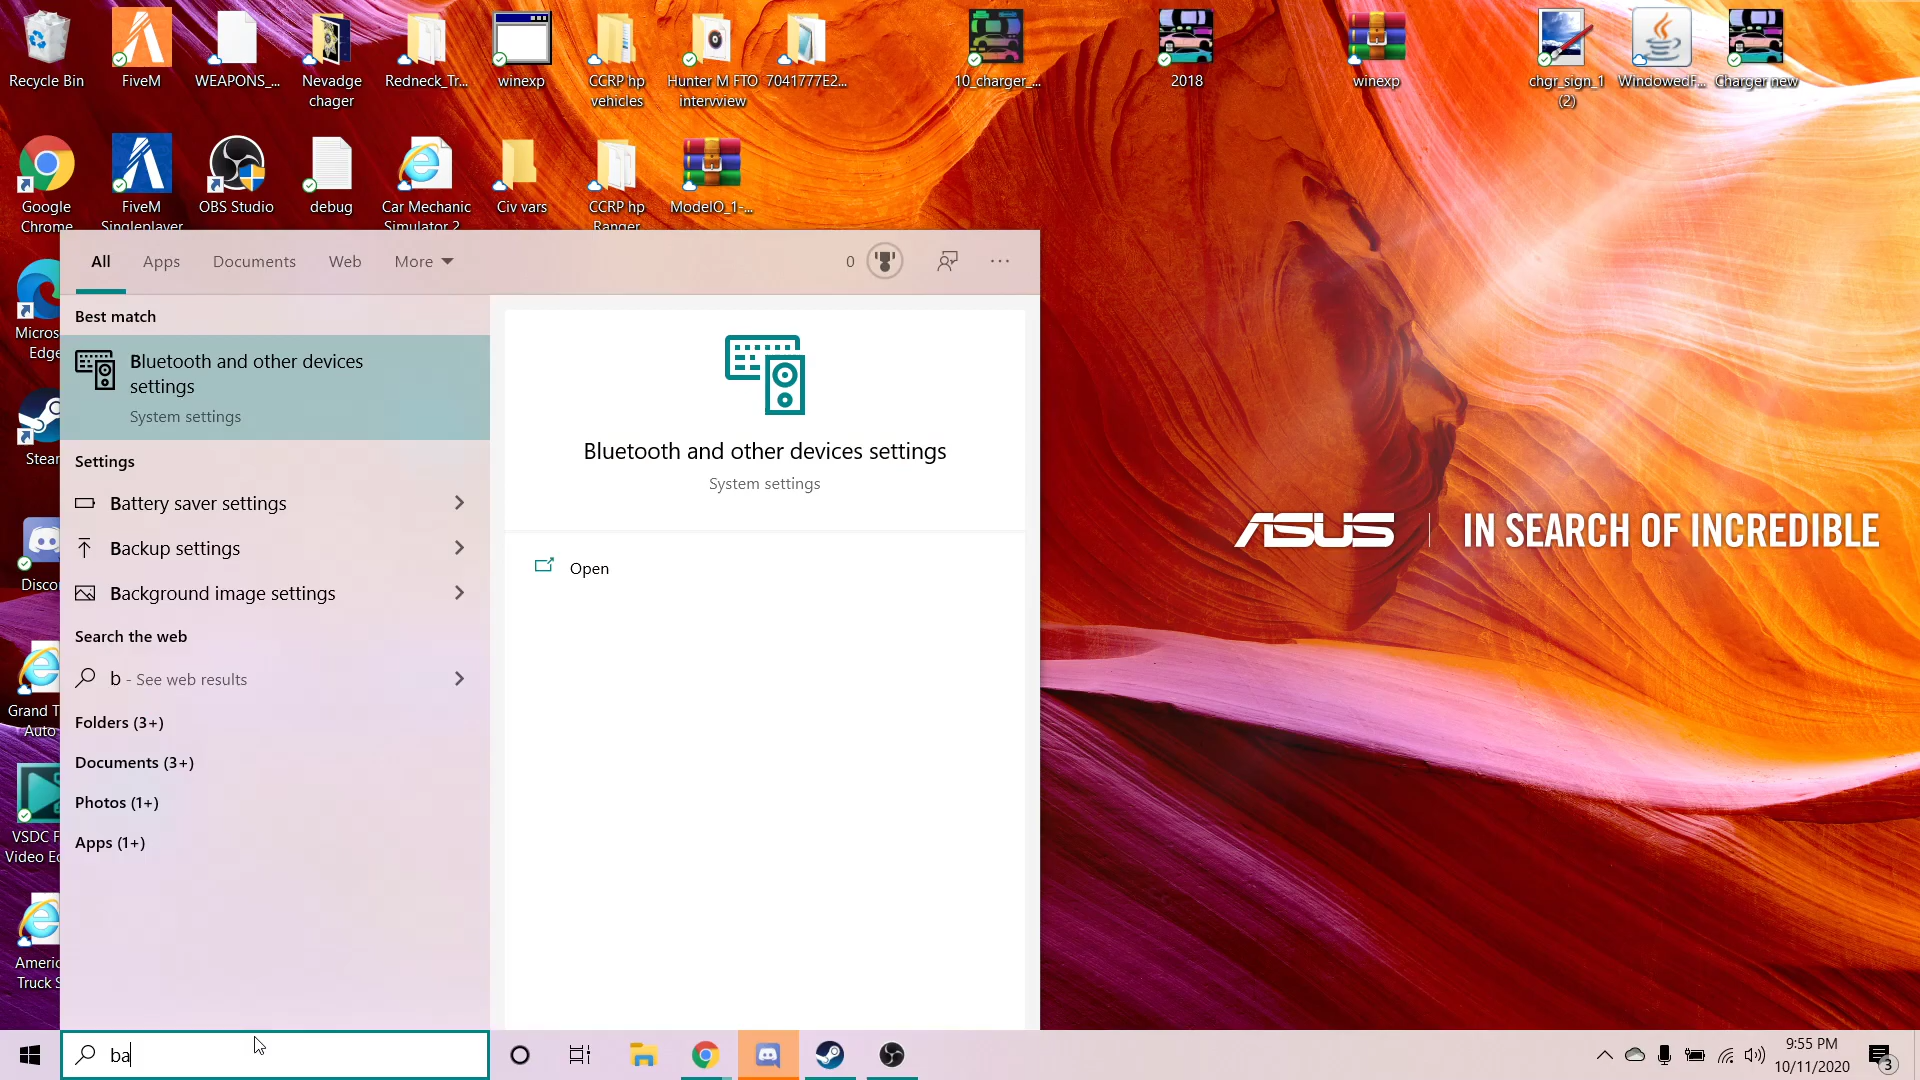 Recycle Bin
FiveM
WEAPONS_...
Nevadge
chager
Redneck_Tr...
winexp
CCRP hp
vehicles
Hunter M FTO
intervview
7041777E2...
10_charger_...
2018
winexp
chgr_sign_1
(2)
WindowedF...
Charger new
Google
Chrome
FiveM
Singleplayer
OBS Studio
debug
Car Mechanic
Simulator 2
Civ vars
CCRP hp
Ranger
ModelO_1-...
Micros
Edge
Stear
Disco
Grand T
Auto
VSDC F
Video Ed
Americ
Truck S
All
Apps
Documents
Web
More
0
Best match
Bluetooth and other devices
settings
System settings
Settings
Battery saver settings
Backup settings
Background image settings
Search the web
b - See web results
Folders (3+)
Documents (3+)
Photos (1+)
Apps (1+)
Bluetooth and other devices settings
System settings
Open
ASUS
IN SEARCH OF INCREDIBLE
ba
9:55 PM
10/11/2020
3